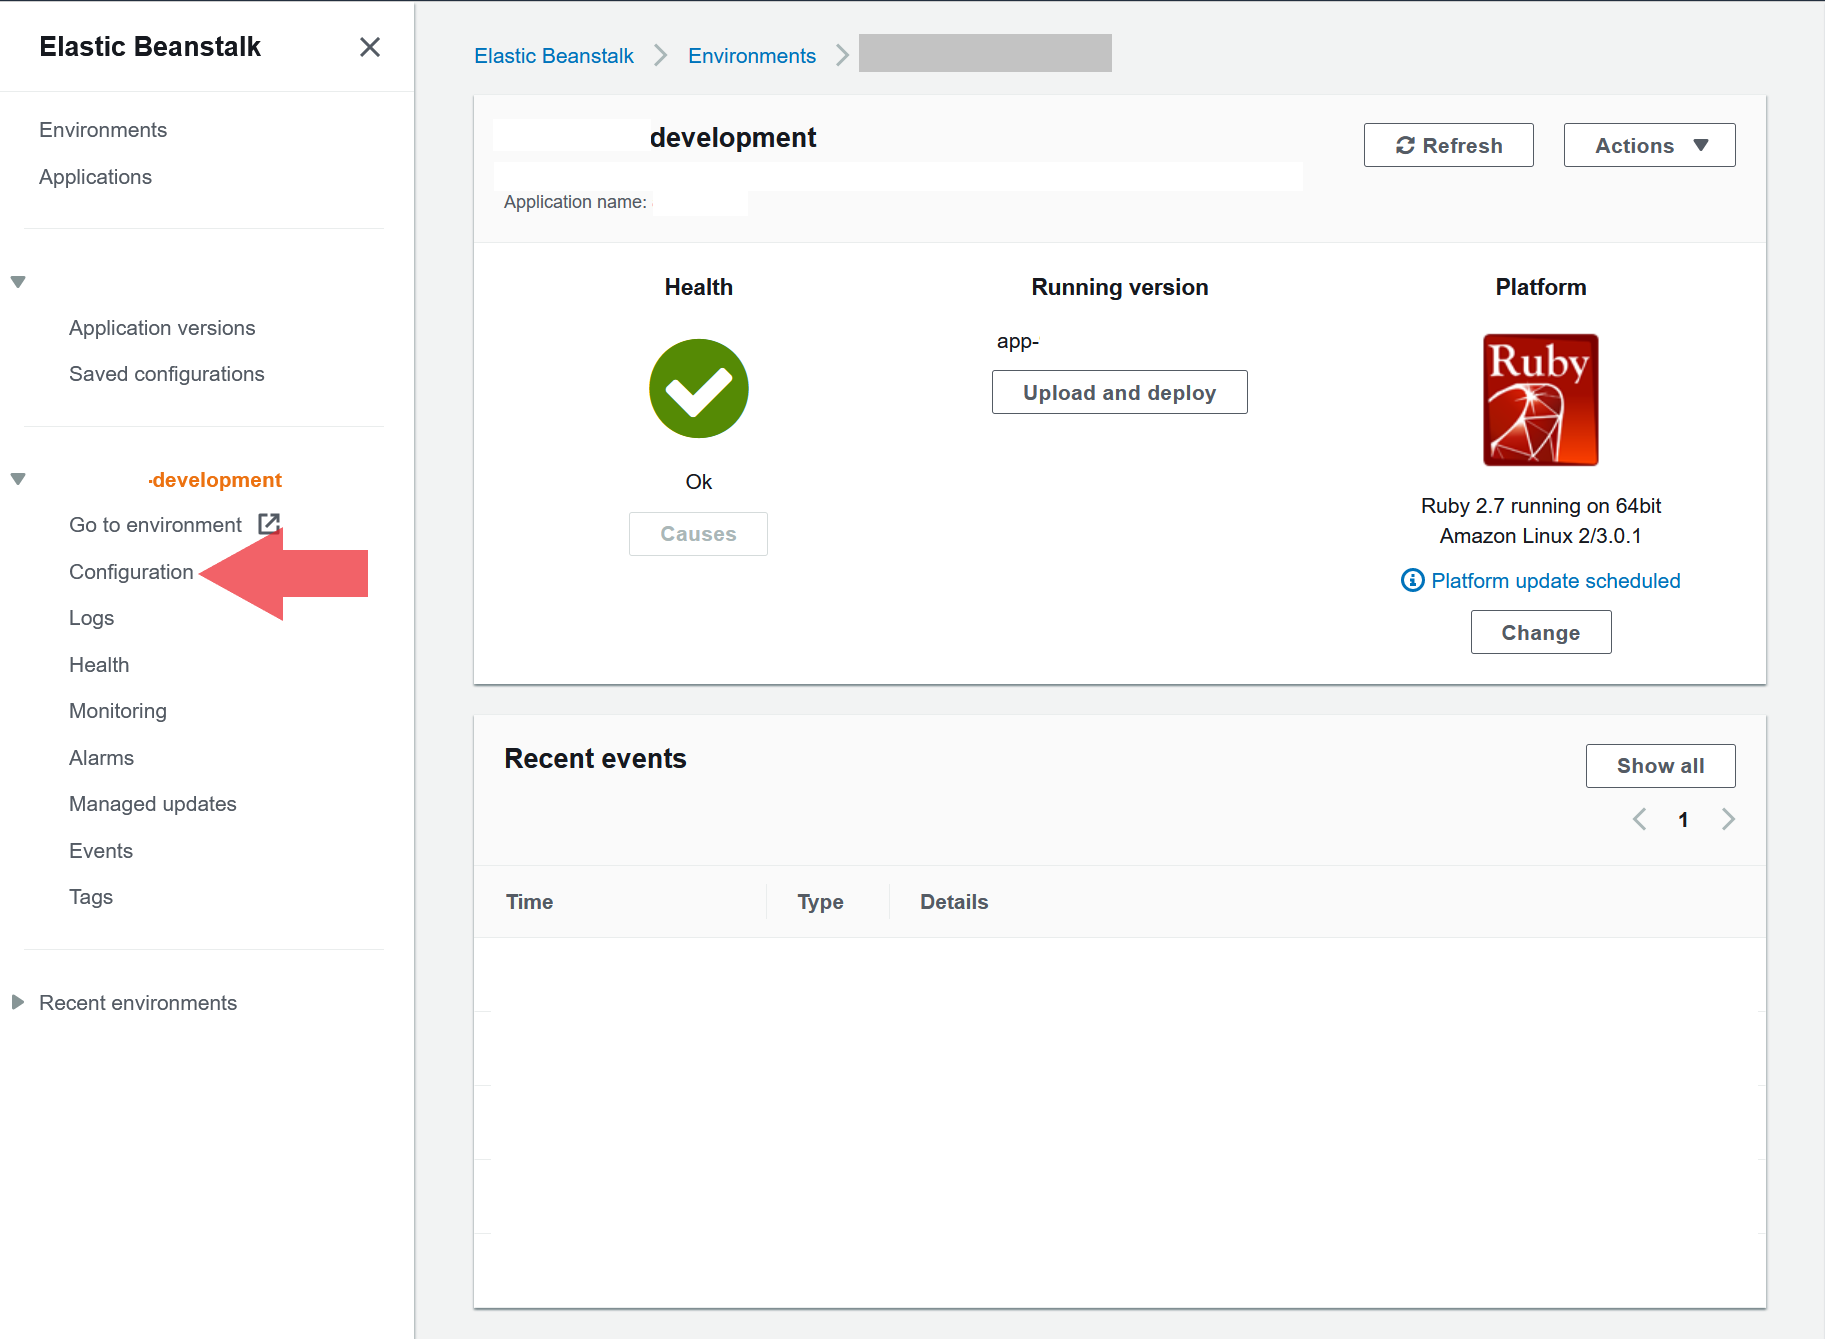 Elastic Beanstalk
Environments
Applications
Application versions
Saved configurations
-development
Go to environment
Configuration
Logs
Health
Monitoring
Alarms
Managed updates
Events
Tags
Recent environments
Elastic Beanstalk
Environments
development
Refresh
Actions
Application name:
Health
Ok
Causes
Running version
app-
Upload and deploy
Platform
Ruby
Ruby 2.7 running on 64bit
Amazon Linux 2/3.0.1
Platform update scheduled
Change
Recent events
Show all
1
Time Type Details